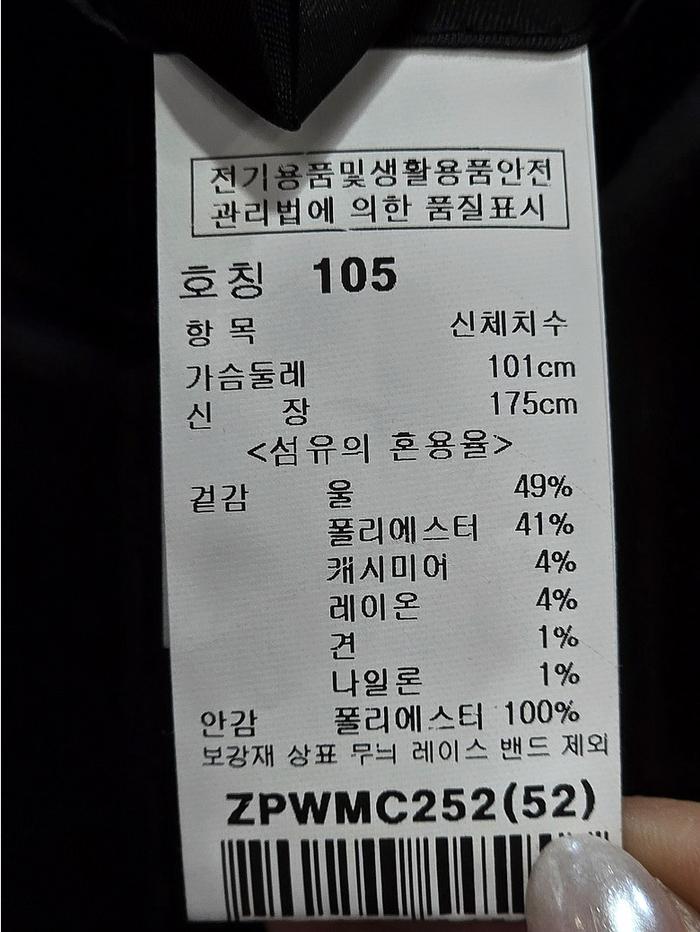 전기용품및생활용품안전
관리법에 의한 품질표시
호칭 105
항 목 신체치수
가슴둘레 101cm
신 장 175cm
<섬유의 혼용율>
겉감 울 49%
폴리에스터 41%
캐시미어 4%
레이온 4%
견 1%
나일론 1%
안감 폴리에스터 100%
보강재 상표 무늬 레이스 밴드 제외
ZPWMC252(52)